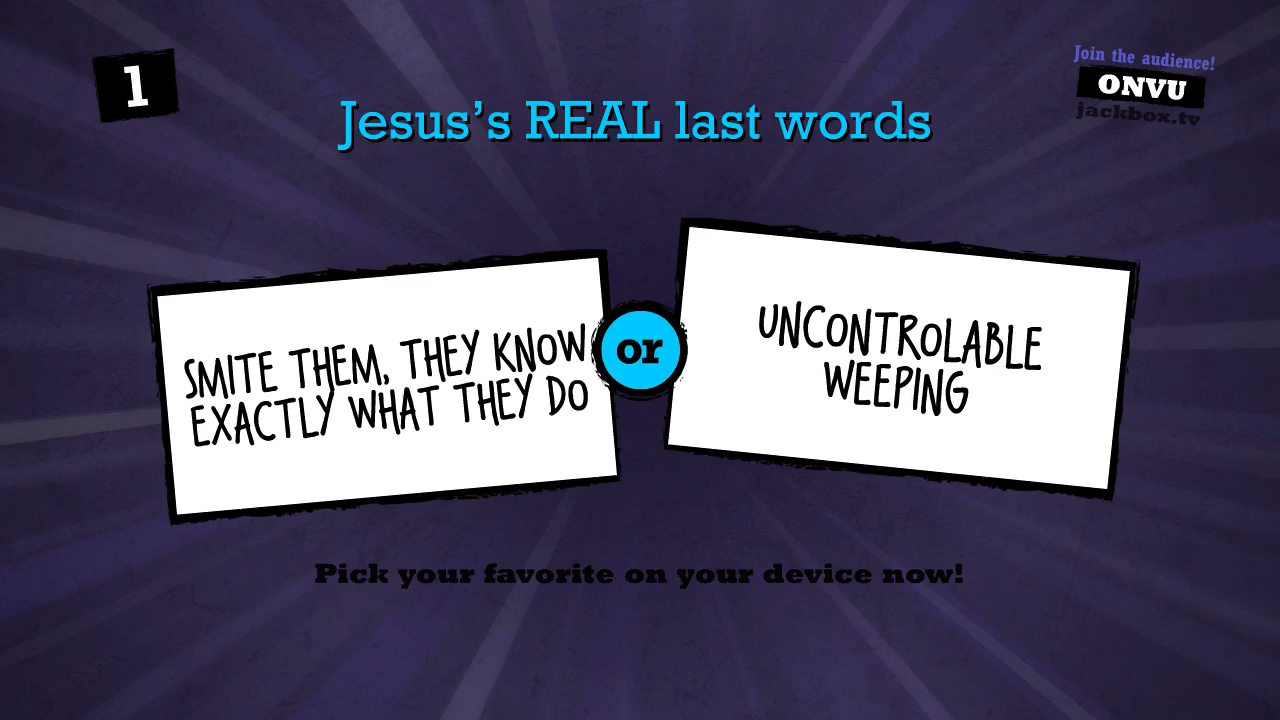 1
Join the audience!
ONVU
jackbox.tv
Jesus's REAL last words
SMITE THEM, THEY KNOW
EXACTLY WHAT THEY DO
or
UNCONTROLABLE
WEEPING
Pick your favorite on your device now!